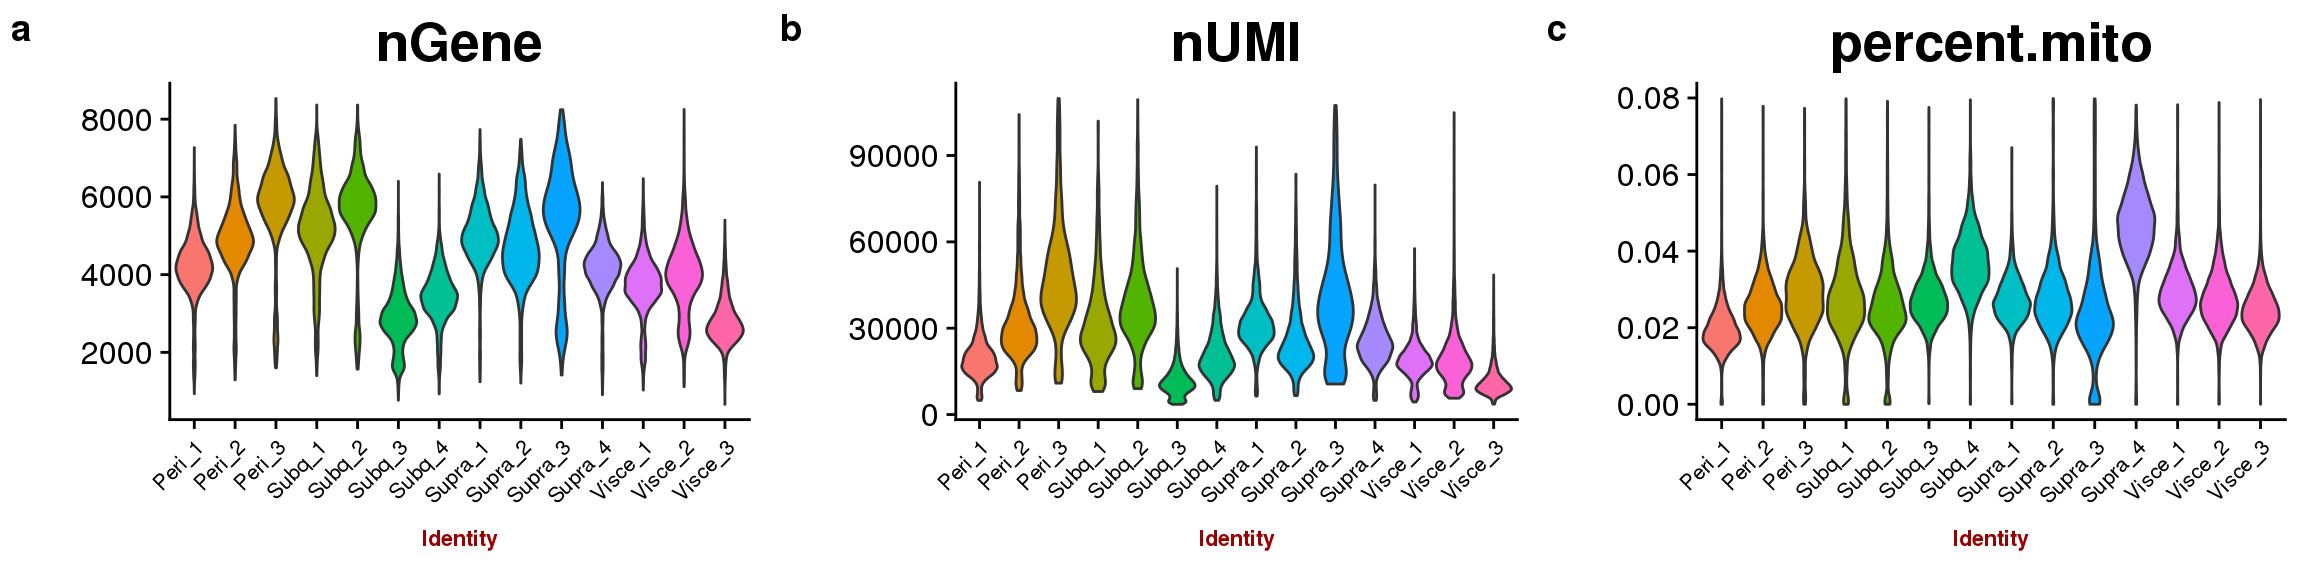 a
nGene
8000
6000
4000
2000
Peri_1
Peri_2
Peri_3
Subq_1
Subq_2
Subq_3
Subq_4
Supra_1
Supra_2
Supra_3
Supra_4
Visce_1
Visce_2
Visce_3
Identity
b
nUMI
90000
60000
30000
0
Peri_1
Peri_2
Peri_3
Subq_1
Subq_2
Subq_3
Subq_4
Supra_1
Supra_2
Supra_3
Supra_4
Visce_1
Visce_2
Visce_3
Identity
c
percent.mito
0.08
0.06
0.04
0.02
0.00
Peri_1
Peri_2
Peri_3
Subq_1
Subq_2
Subq_3
Subq_4
Supra_1
Supra_2
Supra_3
Supra_4
Visce_1
Visce_2
Visce_3
Identity